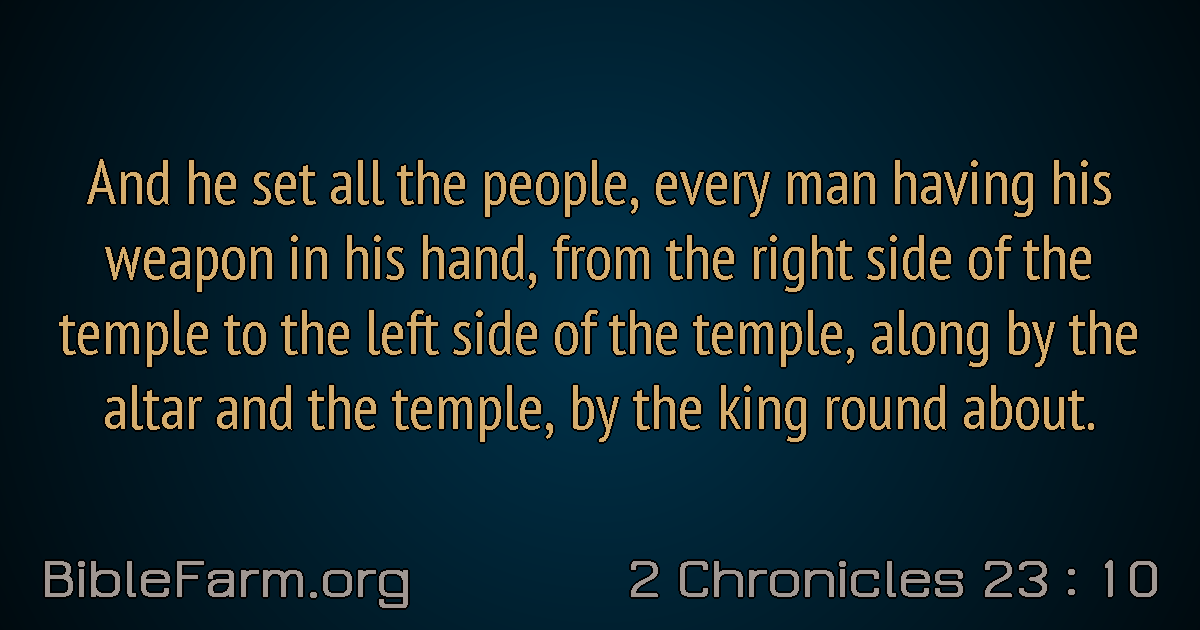 And he set all the people, every man having his
weapon in his hand, from the right side of the
temple to the left side of the temple, along by the
altar and the temple, by the king round about.
BibleFarm.org
2 Chronicles 23 : 10